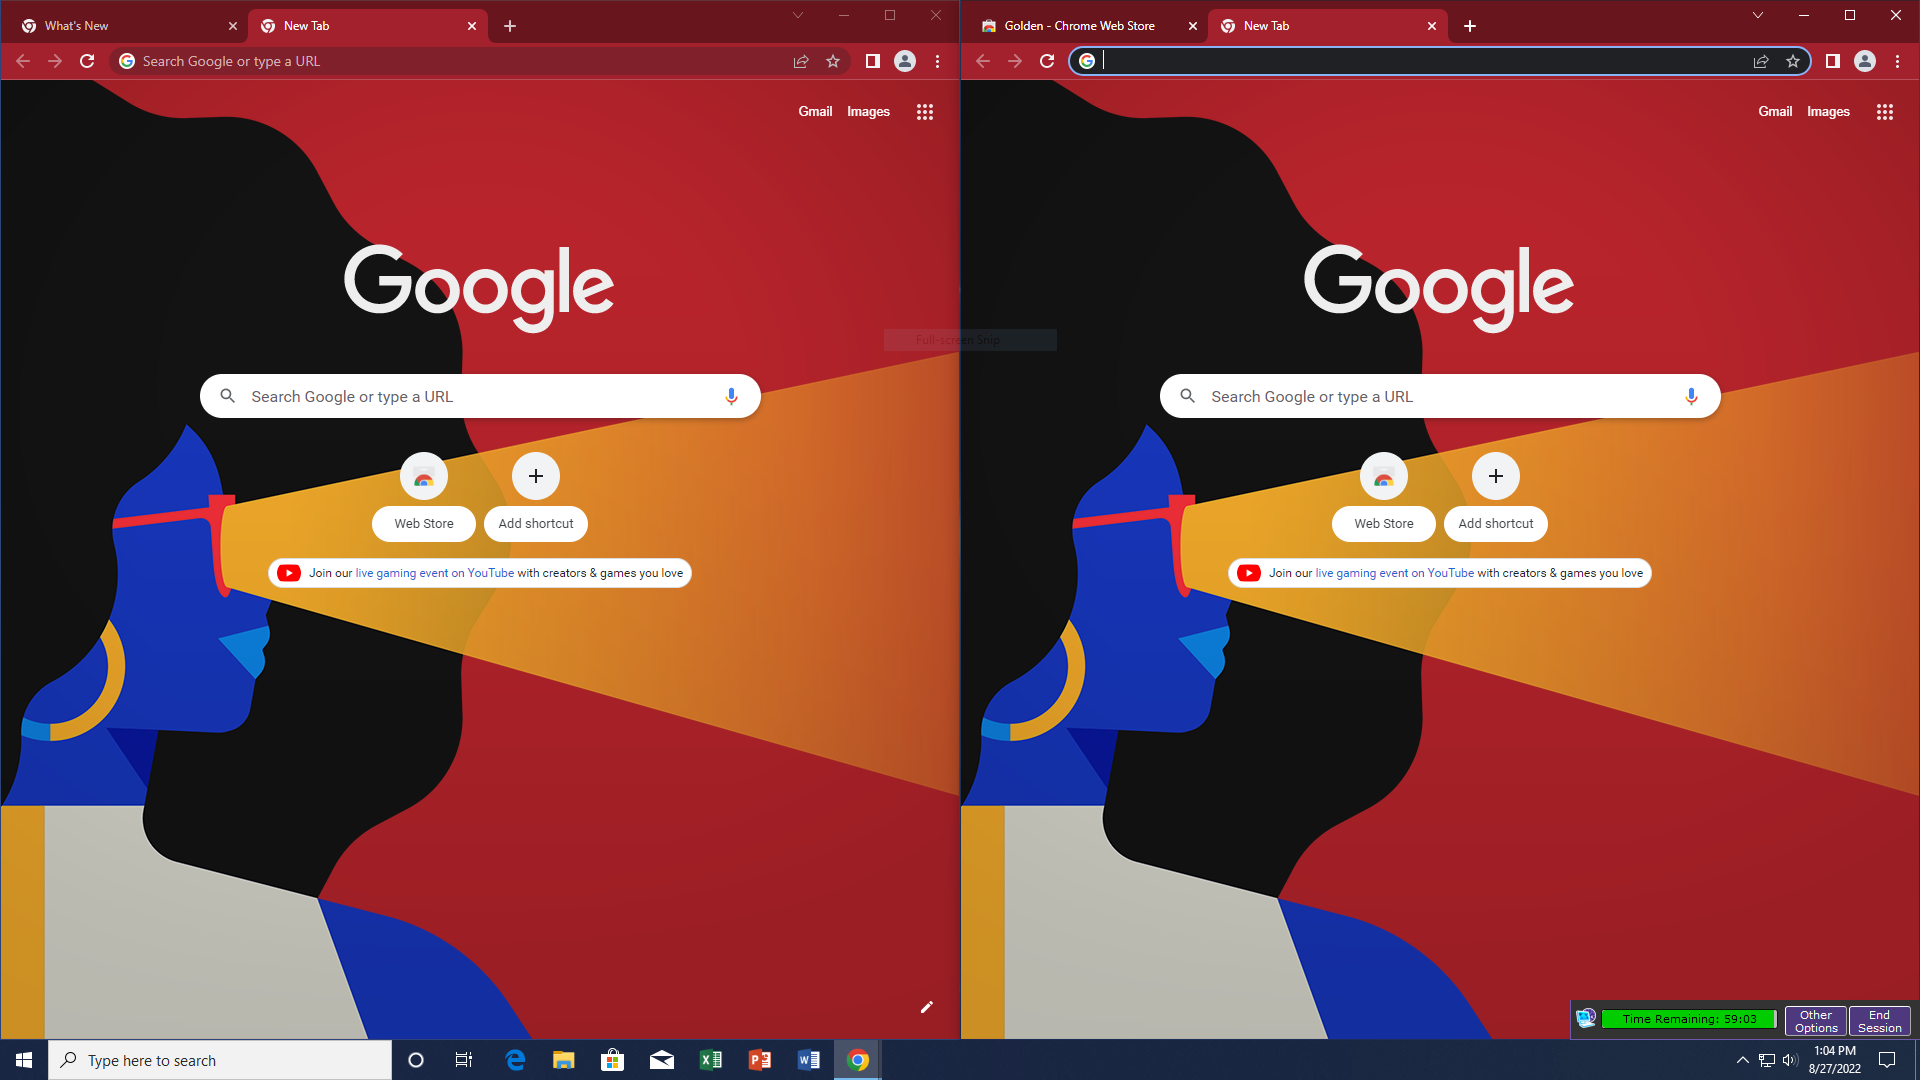 What's New
New Tab
Search Google or type a URL
Gmail Images
Google
Search Google or type a URL
Web Store
Add shortcut
Join our live gaming event on YouTube with creators & games you love
Golden - Chrome Web Store
New Tab
Gmail Images
Google
Search Google or type a URL
Web Store
Add shortcut
Join our live gaming event on YouTube with creators & games you love
Full-screen Snip
Time Remaining: 59:03
Other
Options
End
Session
Type here to search
1:04 PM
8/27/2022